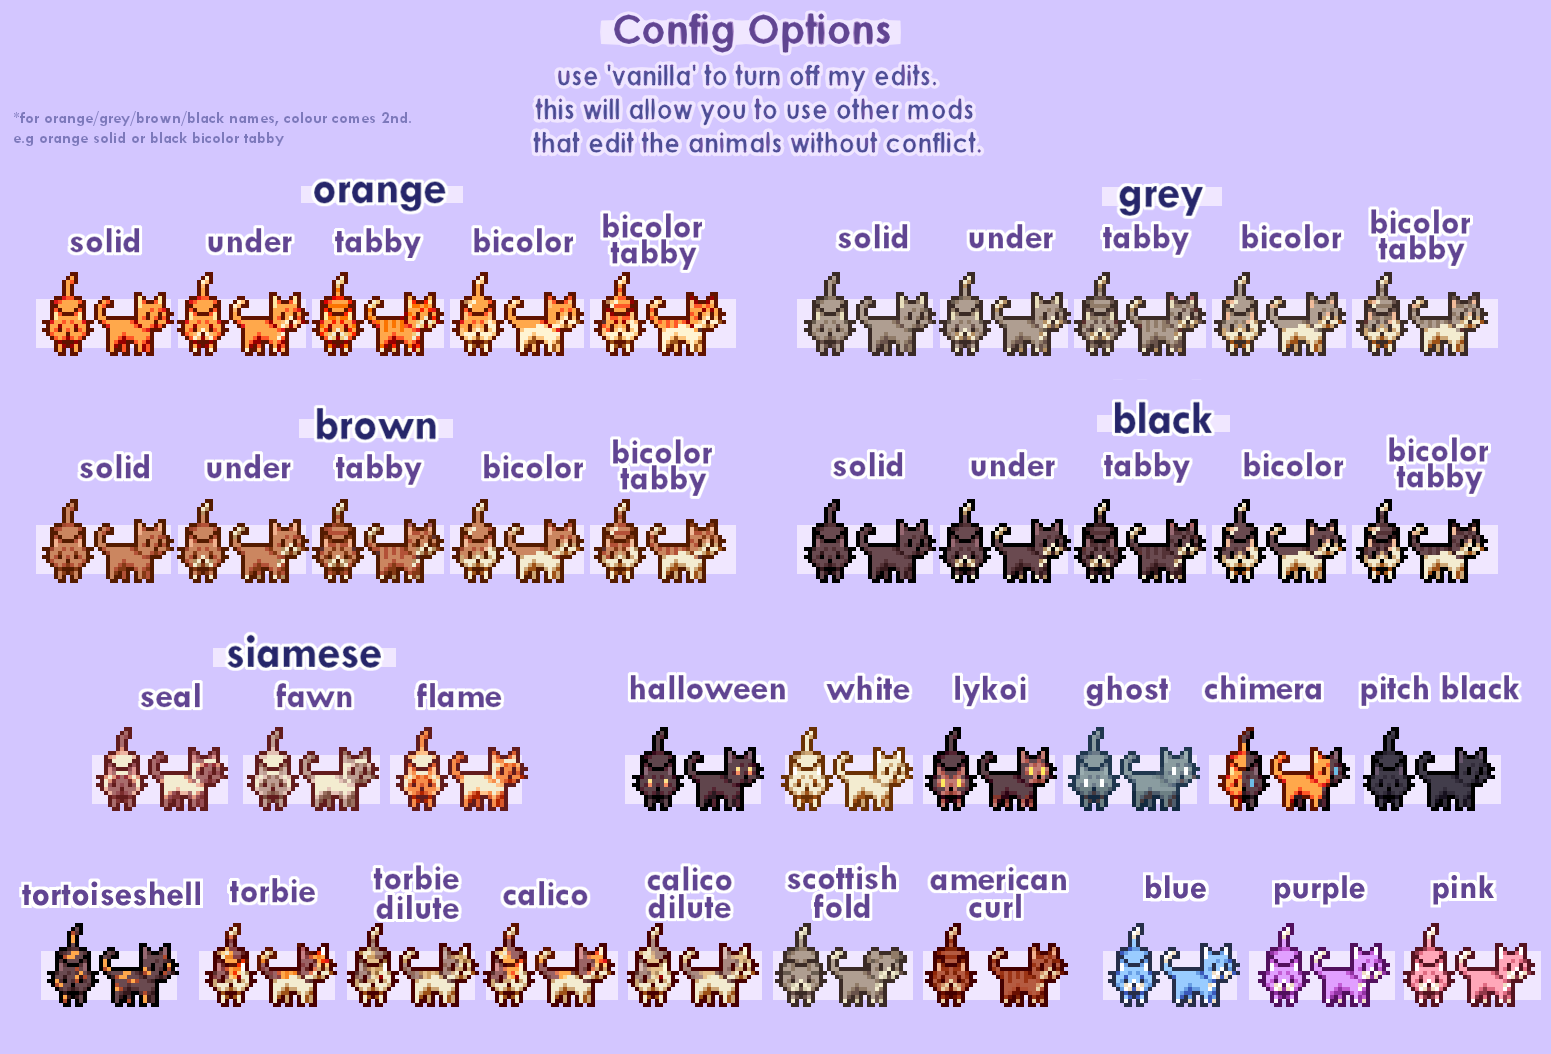 Config Options
use 'vanilla' to turn off my edits.
this will allow you to use other mods
that edit the animals without conflict.
*for orange/grey/brown/black names, colour comes 2nd.
e.g orange solid or black bicolor tabby
orange
solid
under
tabby
bicolor
bicolor
tabby
grey
solid
under
tabby
bicolor
bicolor
tabby
brown
solid
under
tabby
bicolor
bicolor
tabby
black
solid
under
tabby
bicolor
bicolor
tabby
siamese
seal
fawn
flame
halloween
white
lykoi
ghost
chimera
pitch black
tortoiseshell
torbie
torbie
dilute
calico
calico
dilute
scottish
fold
american
curl
blue
purple
pink